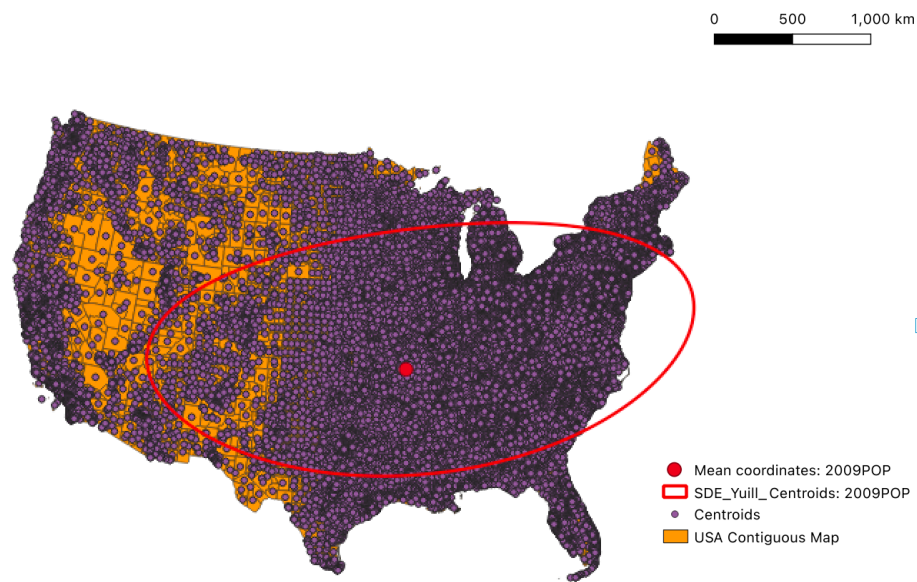 0 500 1,000 km
Mean coordinates: 2009POP
SDE_Yuill_Centroids: 2009POP
Centroids
USA Contiguous Map